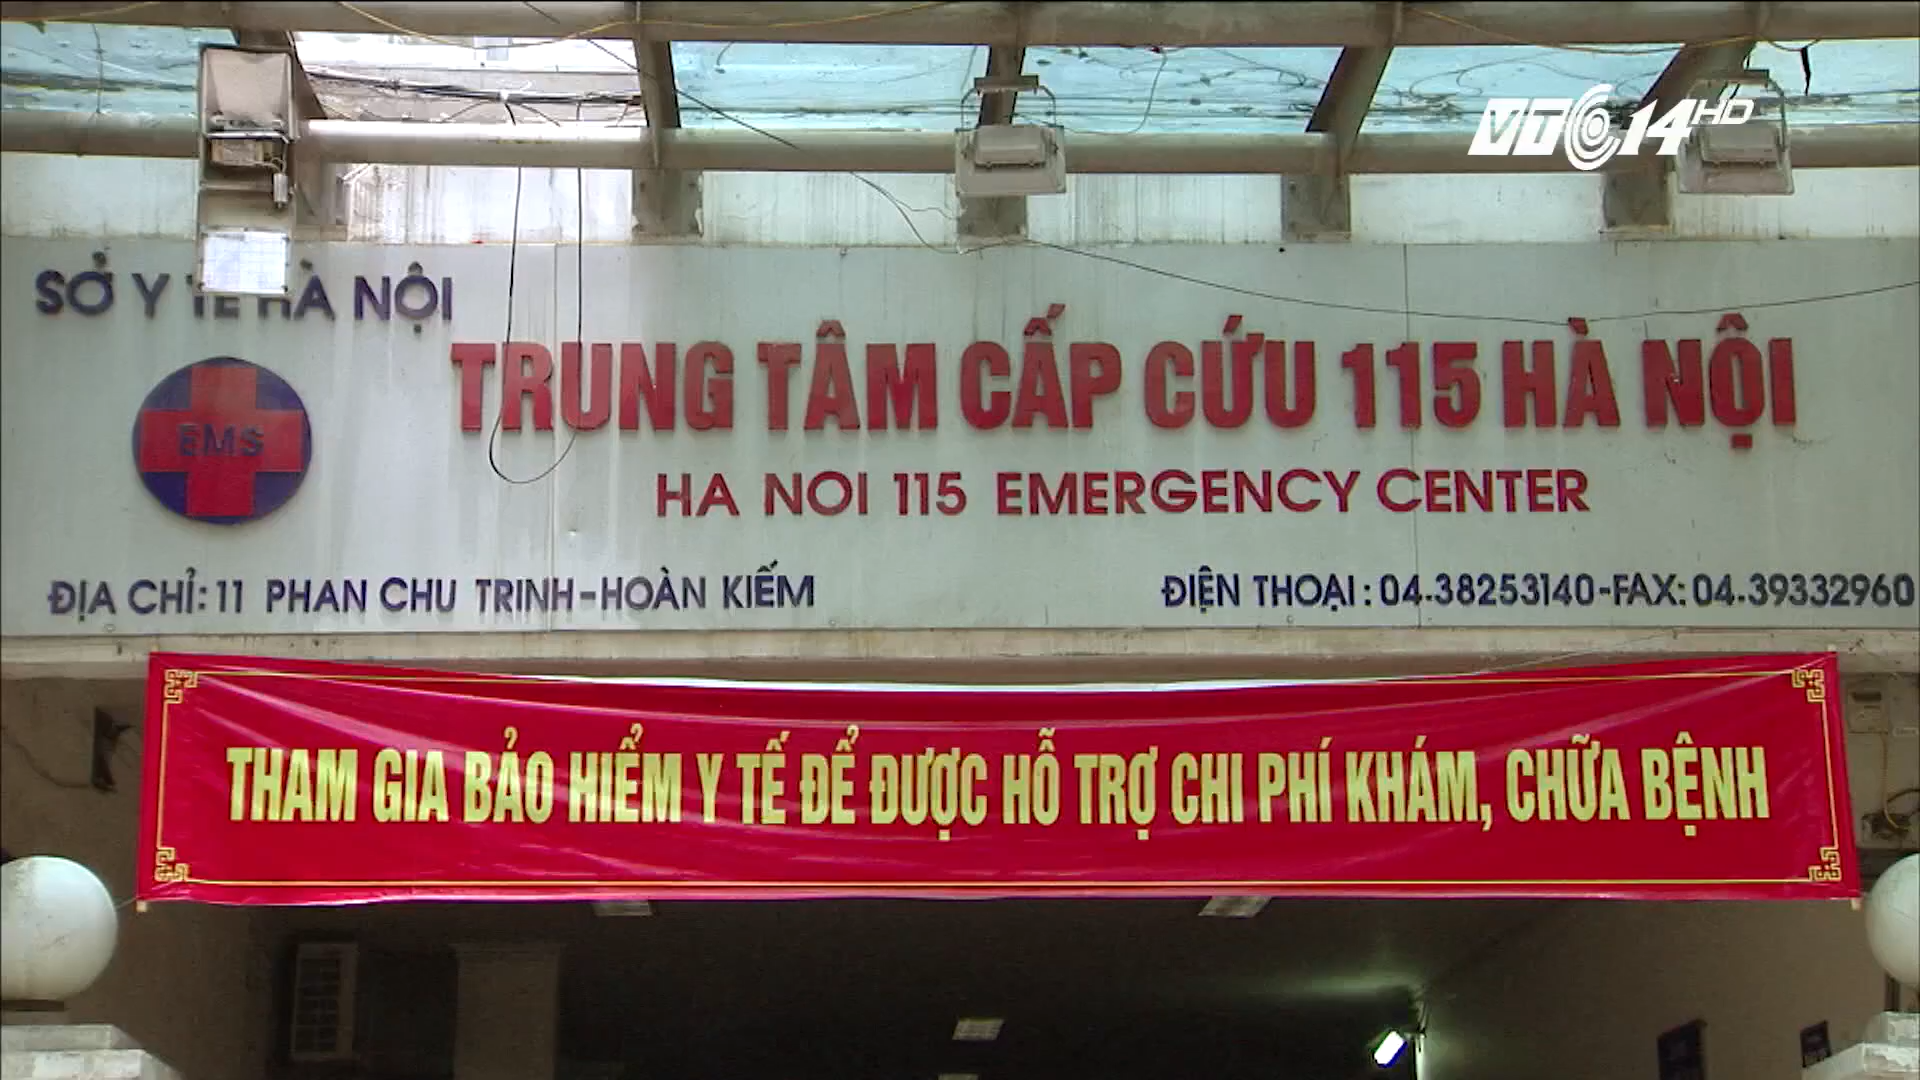 VTC14 HD
SỞ Y TẾ HÀ NỘI
TRUNG TÂM CẤP CỨU 115 HÀ NỘI
EMS
HA NOI 115 EMERGENCY CENTER
ĐỊA CHỈ: 11 PHAN CHU TRINH-HOÀN KIẾM
ĐIỆN THOẠI: 04.38253140-FAX: 04.39332960
THAM GIA BẢO HIỂM Y TẾ ĐỂ ĐƯỢC HỖ TRỢ CHI PHÍ KHÁM, CHỮA BỆNH